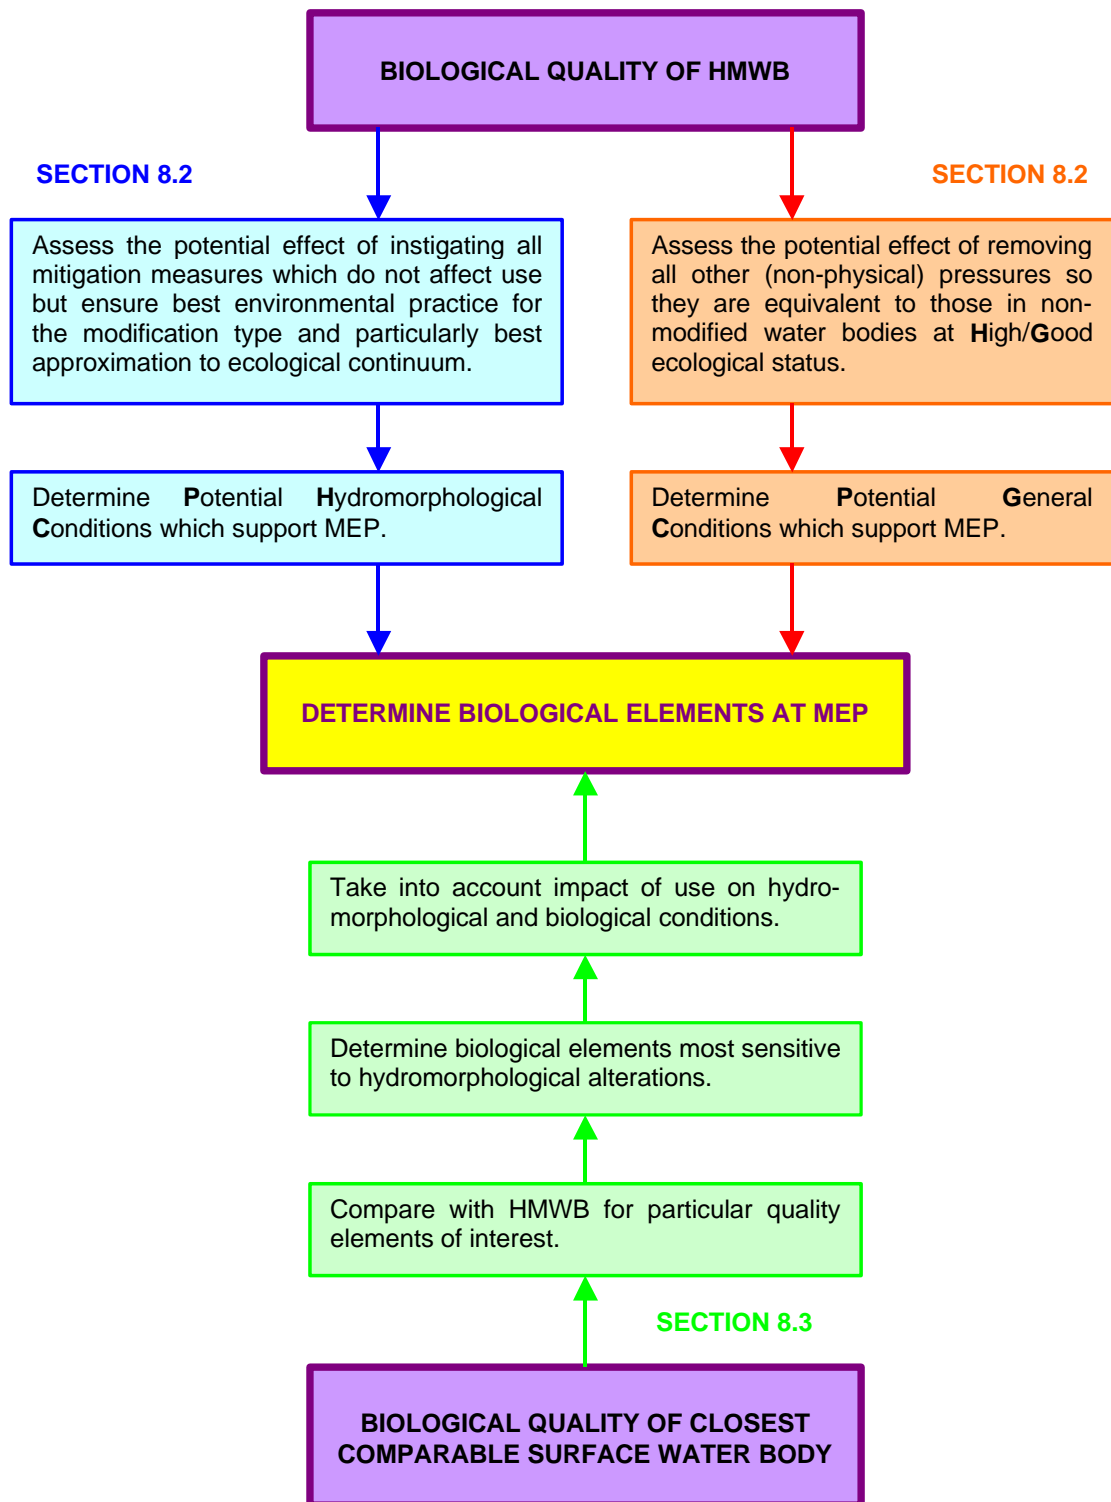 BIOLOGICAL QUALITY OF HMWB
SECTION 8.2
SECTION 8.2
Assess the potential effect of instigating all
mitigation measures which do not affect use
but ensure best environmental practice for
the modification type and particularly best
approximation to ecological continuum.
Assess the potential effect of removing
all other (non-physical) pressures so
they are equivalent to those in non-
modified water bodies at High/Good
ecological status.
Determine Potential Hydromorphological
Conditions which support MEP.
Determine Potential General
Conditions which support MEP.
DETERMINE BIOLOGICAL ELEMENTS AT MEP
Take into account impact of use on hydro-
morphological and biological conditions.
Determine biological elements most sensitive
to hydromorphological alterations.
Compare with HMWB for particular quality
elements of interest.
SECTION 8.3
BIOLOGICAL QUALITY OF CLOSEST
COMPARABLE SURFACE WATER BODY